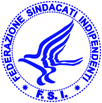 FEDERAZIONE SINDACATI INDIPENDENTI
F.S.I.